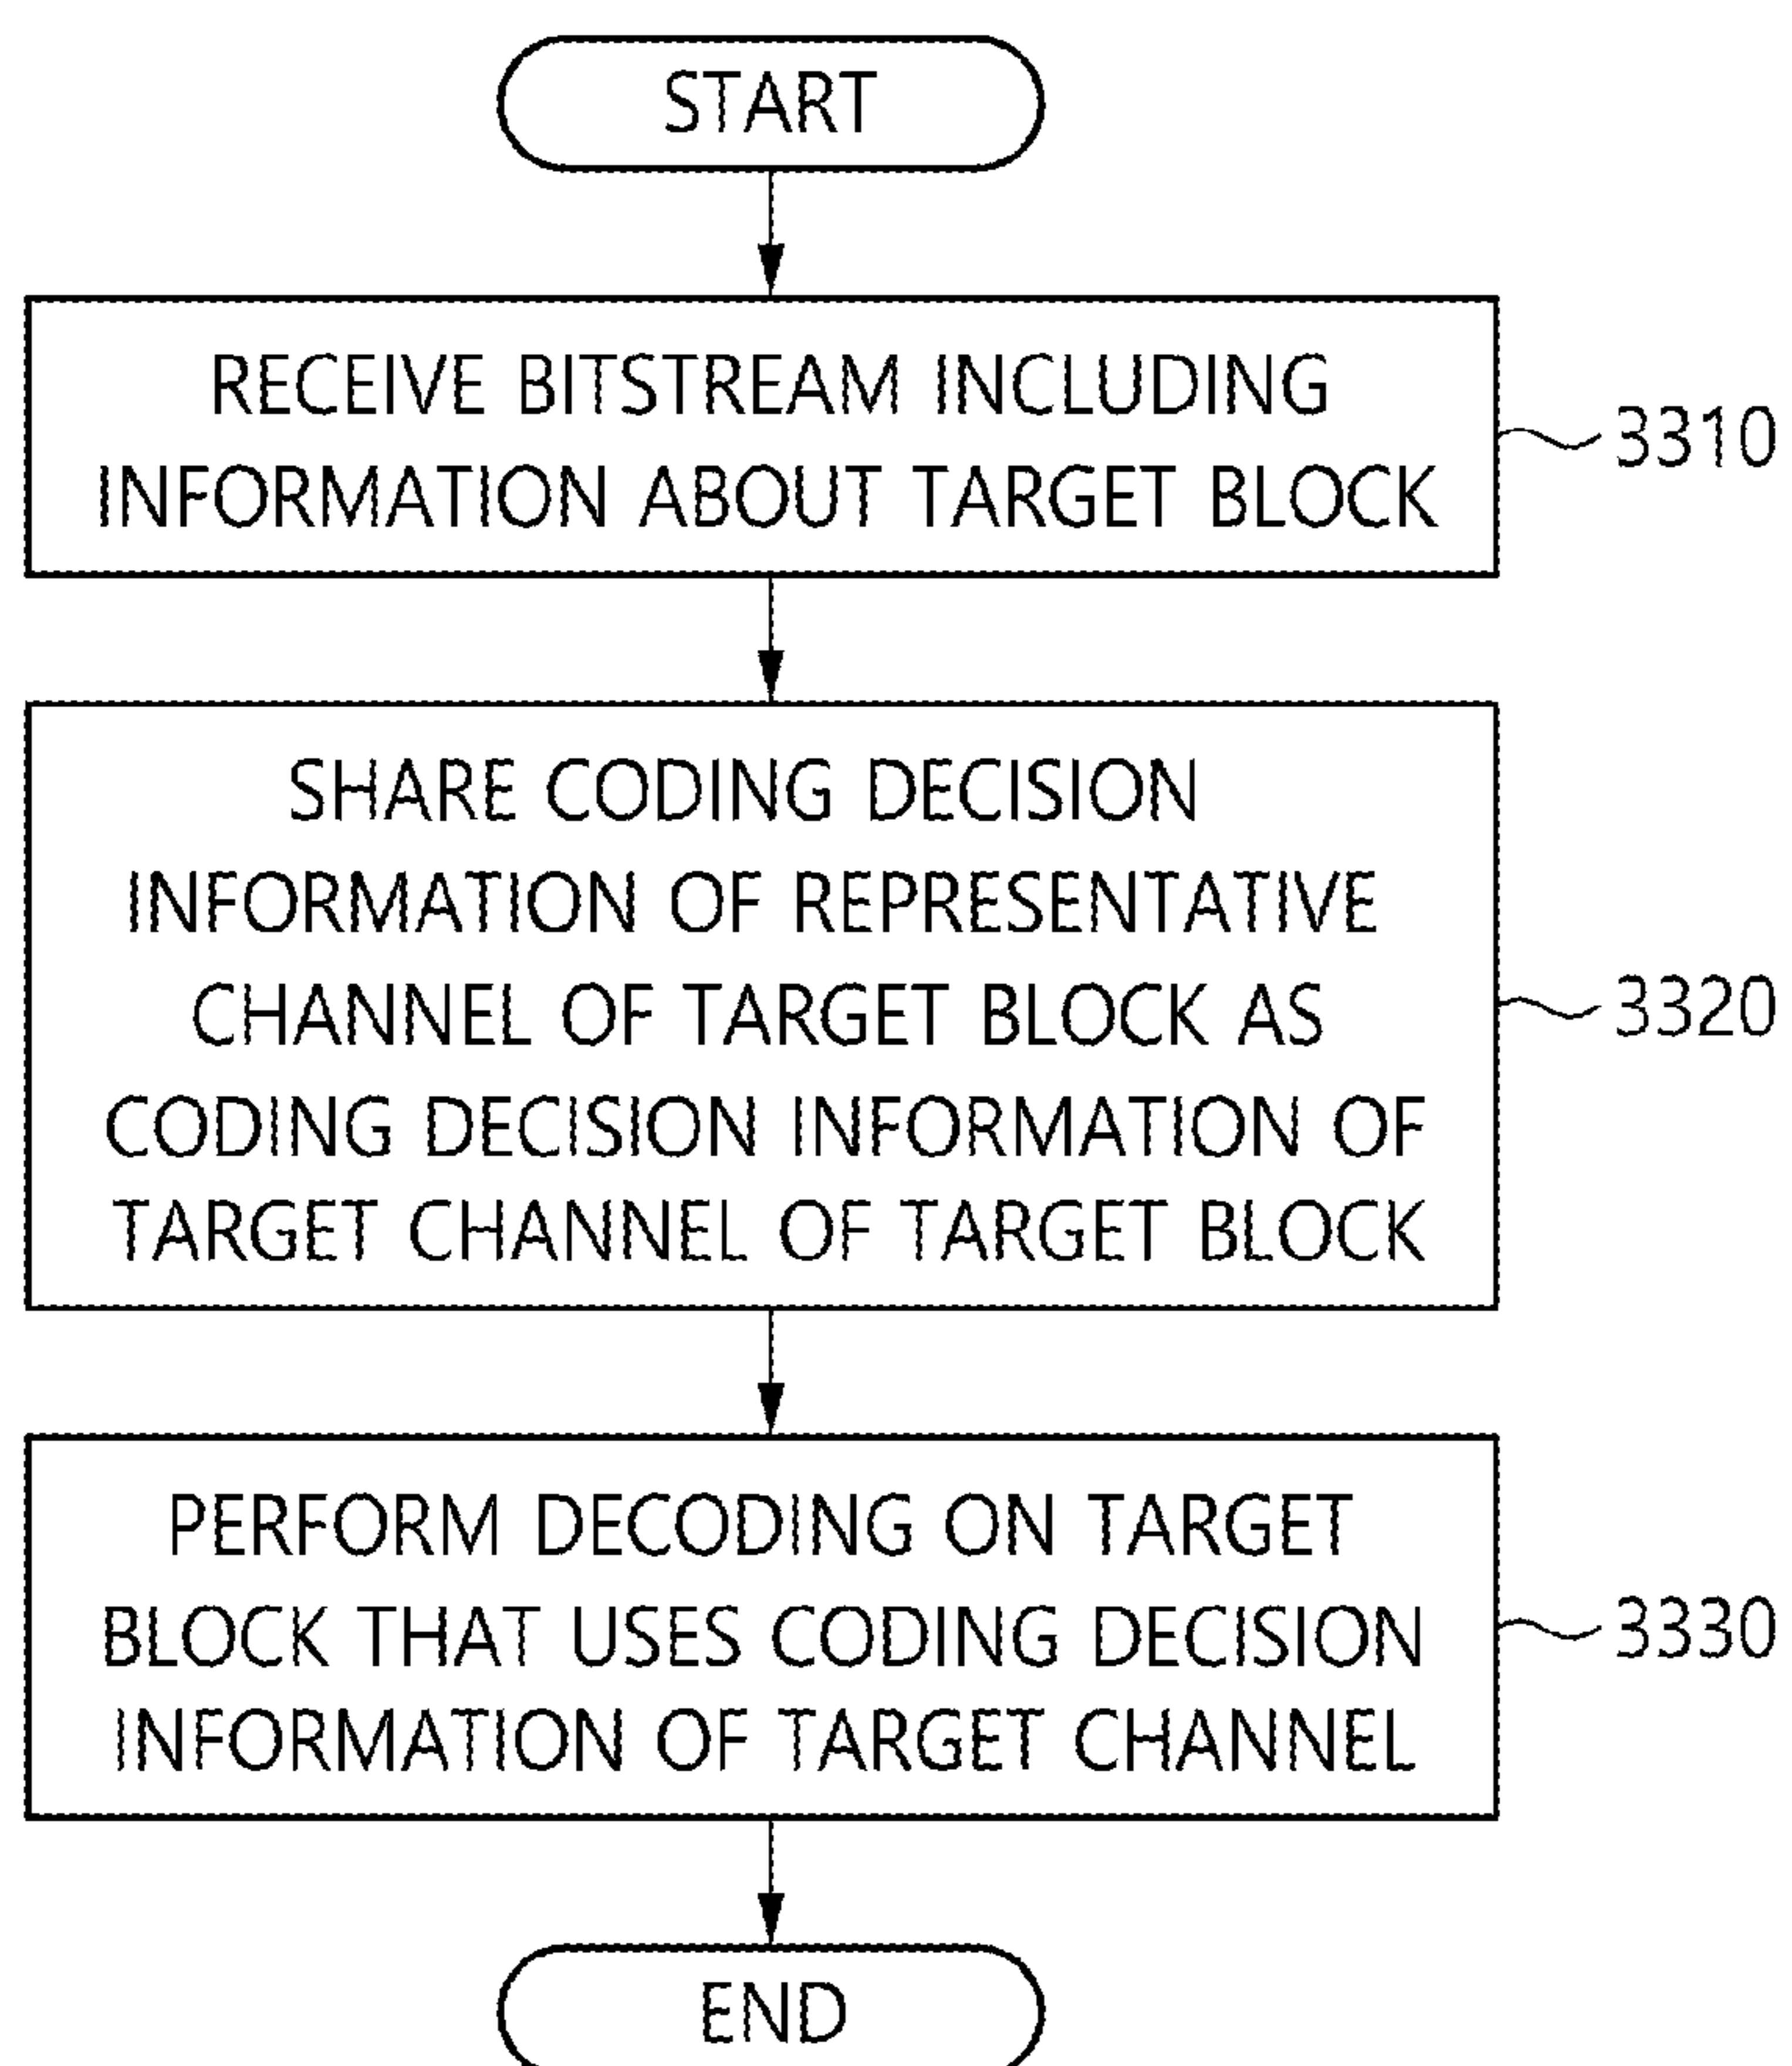 START
RECEIVE BITSTREAM INCLUDING
INFORMATION ABOUT TARGET BLOCK
3310
SHARE CODING DECISION
INFORMATION OF REPRESENTATIVE
CHANNEL OF TARGET BLOCK AS
CODING DECISION INFORMATION OF
TARGET CHANNEL OF TARGET BLOCK
3320
PERFORM DECODING ON TARGET
BLOCK THAT USES CODING DECISION
INFORMATION OF TARGET CHANNEL
3330
END